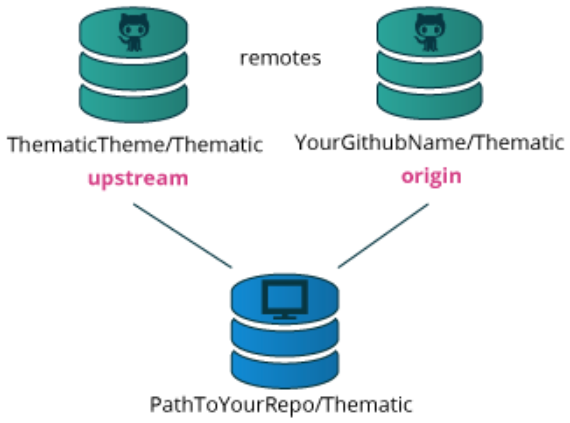 remotes
ThematicTheme/Thematic
YourGithubName/Thematic
upstream
origin
PathToYourRepo/Thematic